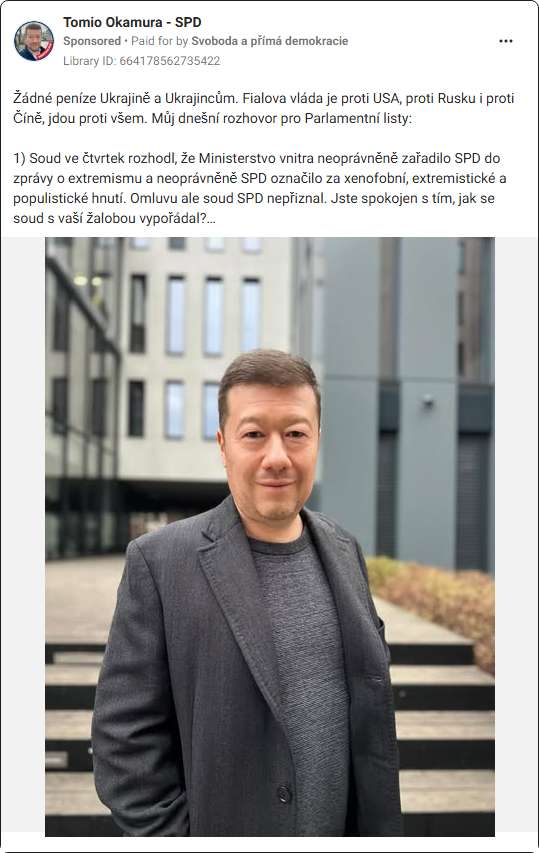 Tomio Okamura - SPD
Sponsored • Paid for by Svoboda a přímá demokracie
Library ID: 664178562735422
Žádné peníze Ukrajině a Ukrajincům. Fialova vláda je proti USA, proti Rusku i proti
Číně, jdou proti všem. Můj dnešní rozhovor pro Parlamentní listy:
1) Soud ve čtvrtek rozhodl, že Ministerstvo vnitra neoprávněně zařadilo SPD do
zprávy o extremismu a neoprávněně SPD označilo za xenofobní, extremistické a
populistické hnutí. Omluvu ale soud SPD nepřiznal. Jste spokojen s tím, jak se
soud s vaší žalobou vypořádal?...